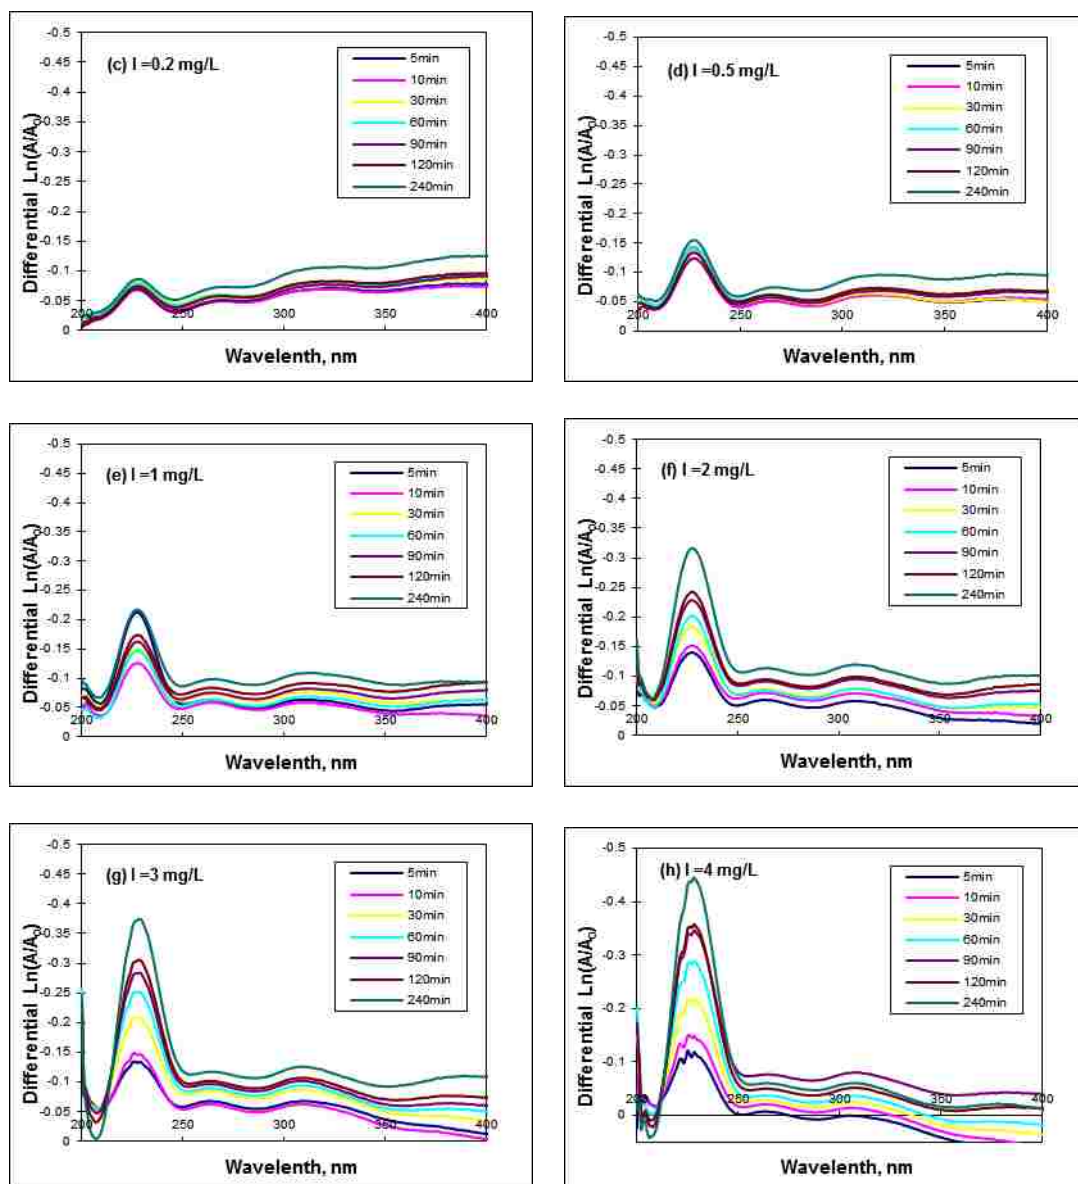 (c) I =0.2 mg/L
Differential Ln(A/A0)
-0.5
-0.45
-0.4
-0.35
-0.3
-0.25
-0.2
-0.15
-0.1
-0.05
0
5min
10min
30min
60min
90min
120min
240min
200 250 300 350 400
Wavelenth, nm
(d) I =0.5 mg/L
Differential Ln(A/A0)
-0.5
-0.45
-0.4
-0.35
-0.3
-0.25
-0.2
-0.15
-0.1
-0.05
0
5min
10min
30min
60min
90min
120min
240min
200 250 300 350 400
Wavelenth, nm
(e) I =1 mg/L
Differential Ln(A/A0)
-0.5
-0.45
-0.4
-0.35
-0.3
-0.25
-0.2
-0.15
-0.1
-0.05
0
5min
10min
30min
60min
90min
120min
240min
200 250 300 350 400
Wavelenth, nm
(f) I =2 mg/L
Differential Ln(A/A0)
-0.5
-0.45
-0.4
-0.35
-0.3
-0.25
-0.2
-0.15
-0.1
-0.05
0
5min
10min
30min
60min
90min
120min
240min
200 250 300 350 400
Wavelenth, nm
(g) I =3 mg/L
Differential Ln(A/A0)
-0.5
-0.45
-0.4
-0.35
-0.3
-0.25
-0.2
-0.15
-0.1
-0.05
0
5min
10min
30min
60min
90min
120min
240min
200 250 300 350 400
Wavelenth, nm
(h) I =4 mg/L
Differential Ln(A/A0)
-0.5
-0.4
-0.3
-0.2
-0.1
0
5min
10min
30min
60min
90min
120min
240min
250 300 350 400
Wavelenth, nm